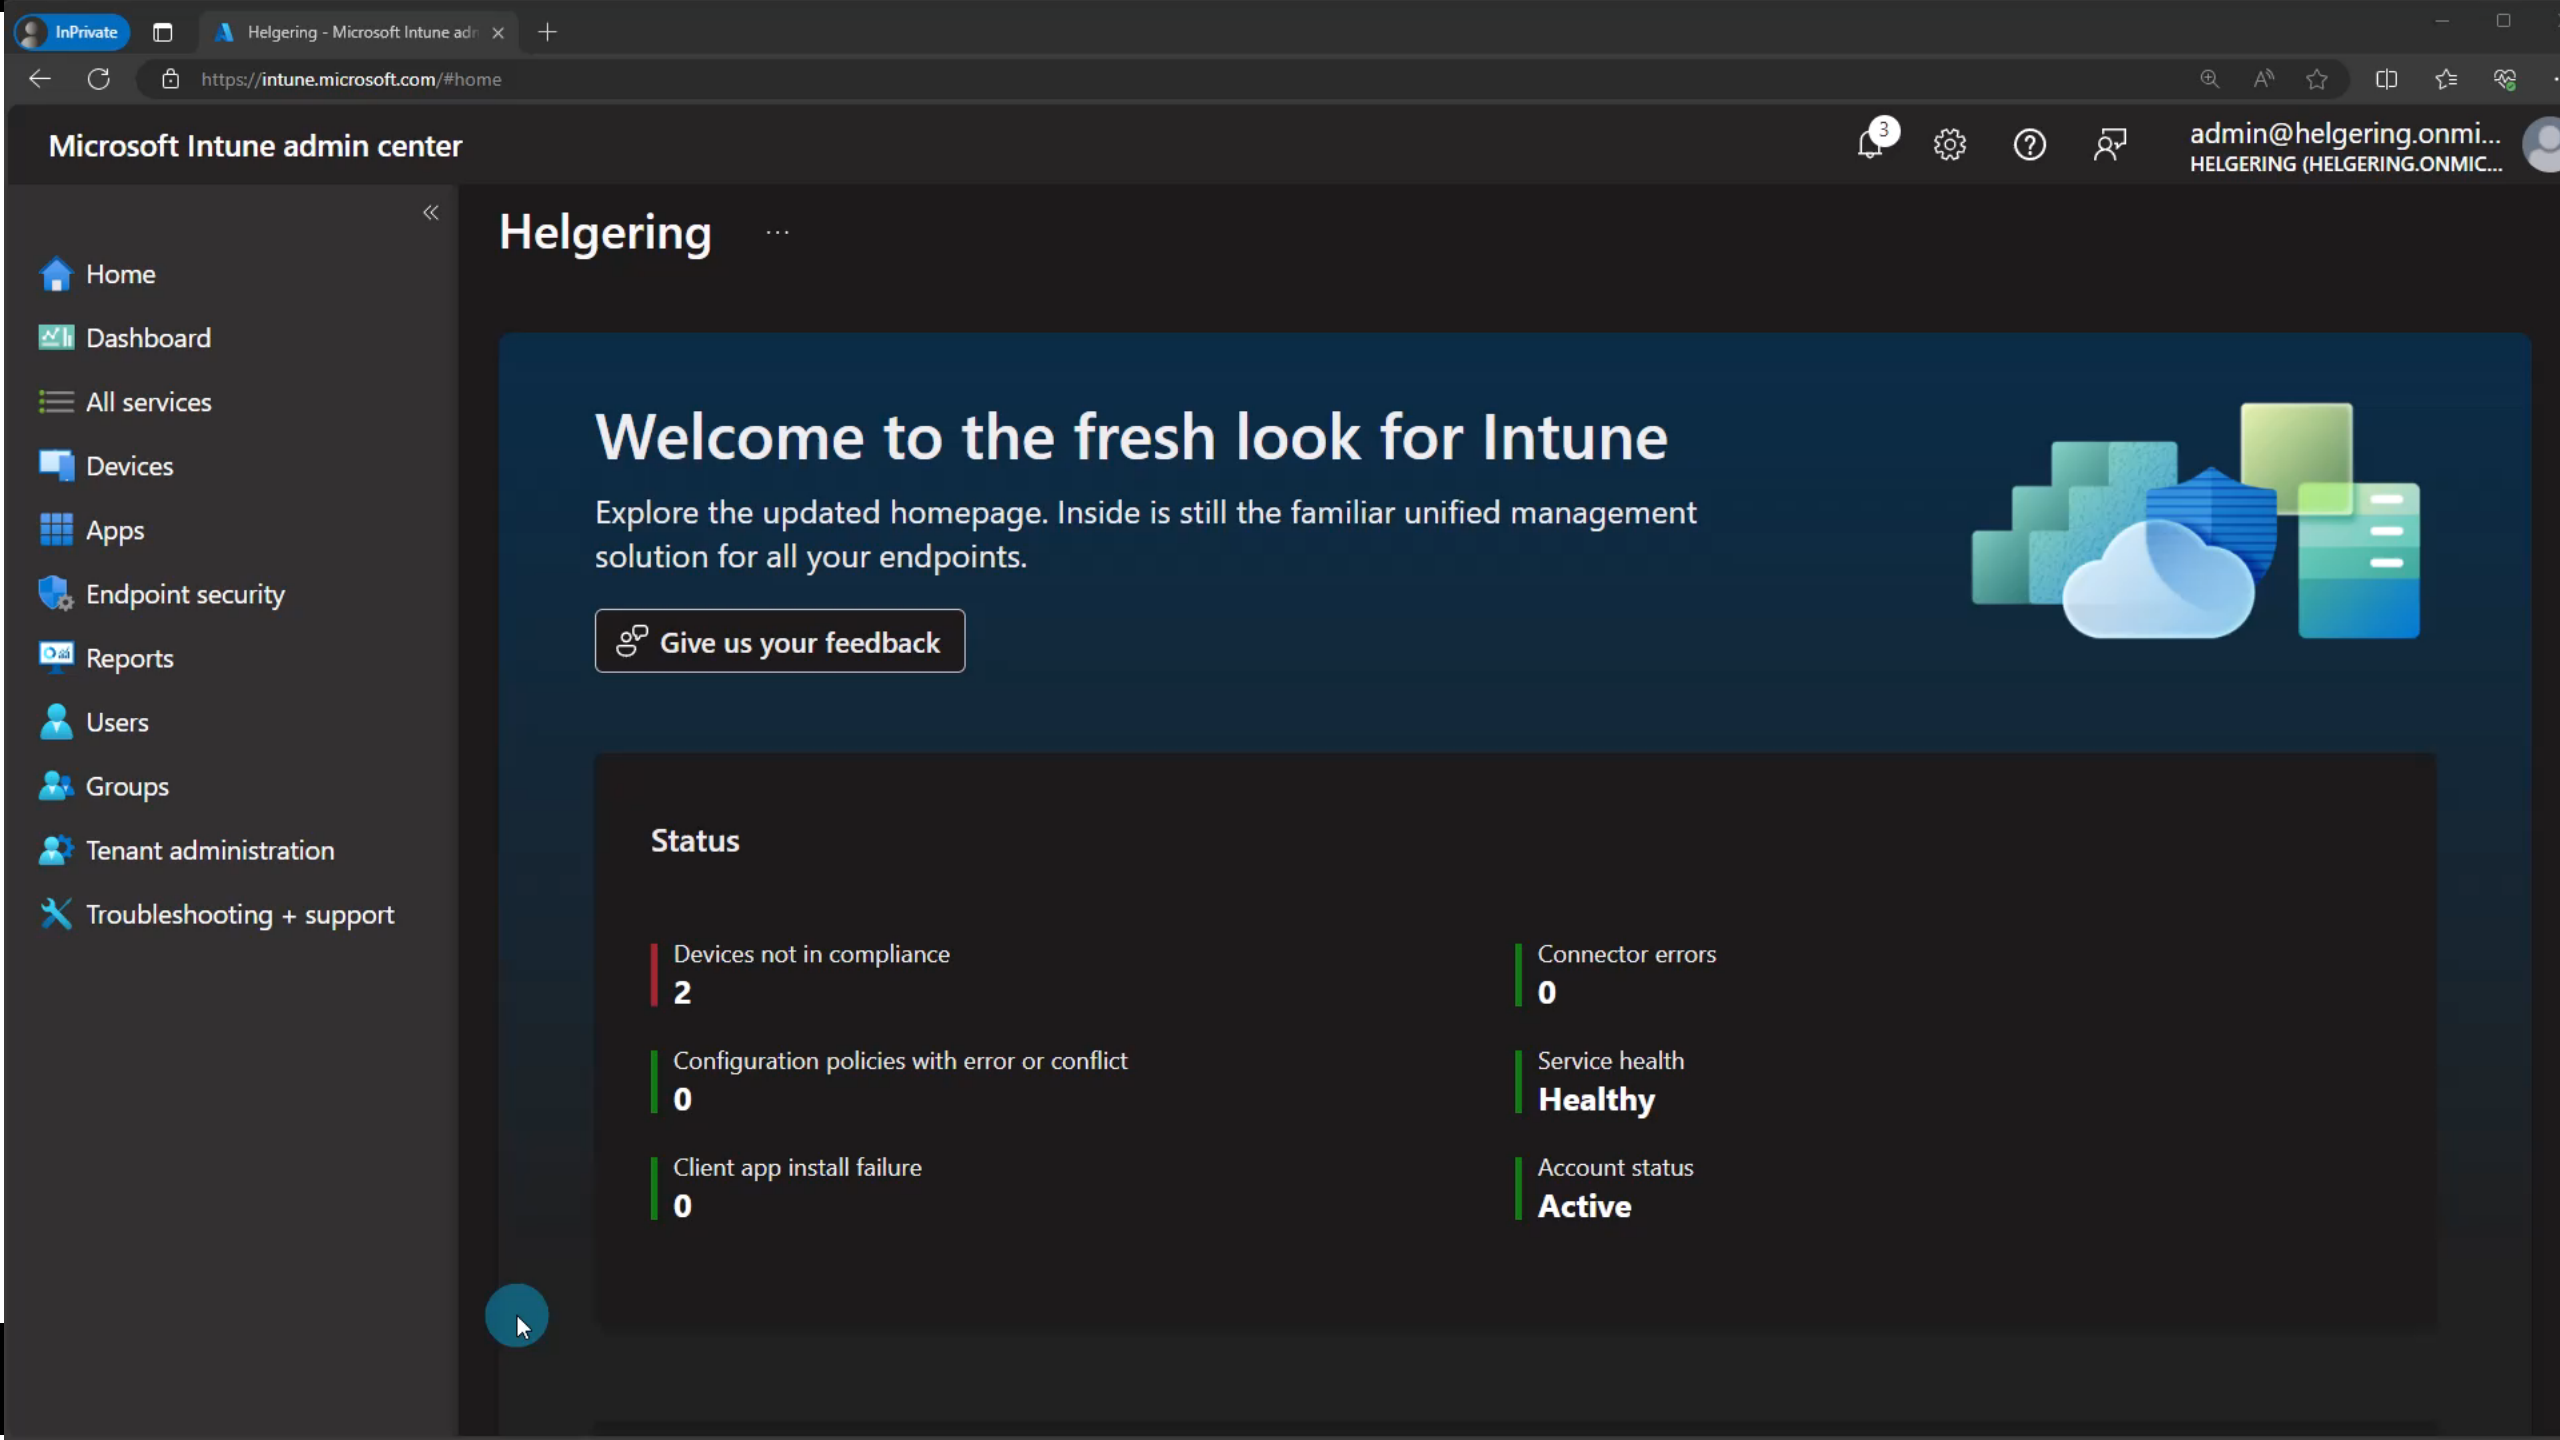 InPrivate
Helgering - Microsoft Intune adn
https://intune.microsoft.com/#home
Microsoft Intune admin center
3
admin@helgering.onmi...
HELGERING (HELGERING.ONMIC...
Helgering
...
Home
Dashboard
All services
Devices
Apps
Endpoint security
Reports
Users
Groups
Tenant administration
Troubleshooting + support
Welcome to the fresh look for Intune
Explore the updated homepage. Inside is still the familiar unified management
solution for all your endpoints.
Give us your feedback
Status
Devices not in compliance
2
Configuration policies with error or conflict
0
Client app install failure
0
Connector errors
0
Service health
Healthy
Account status
Active